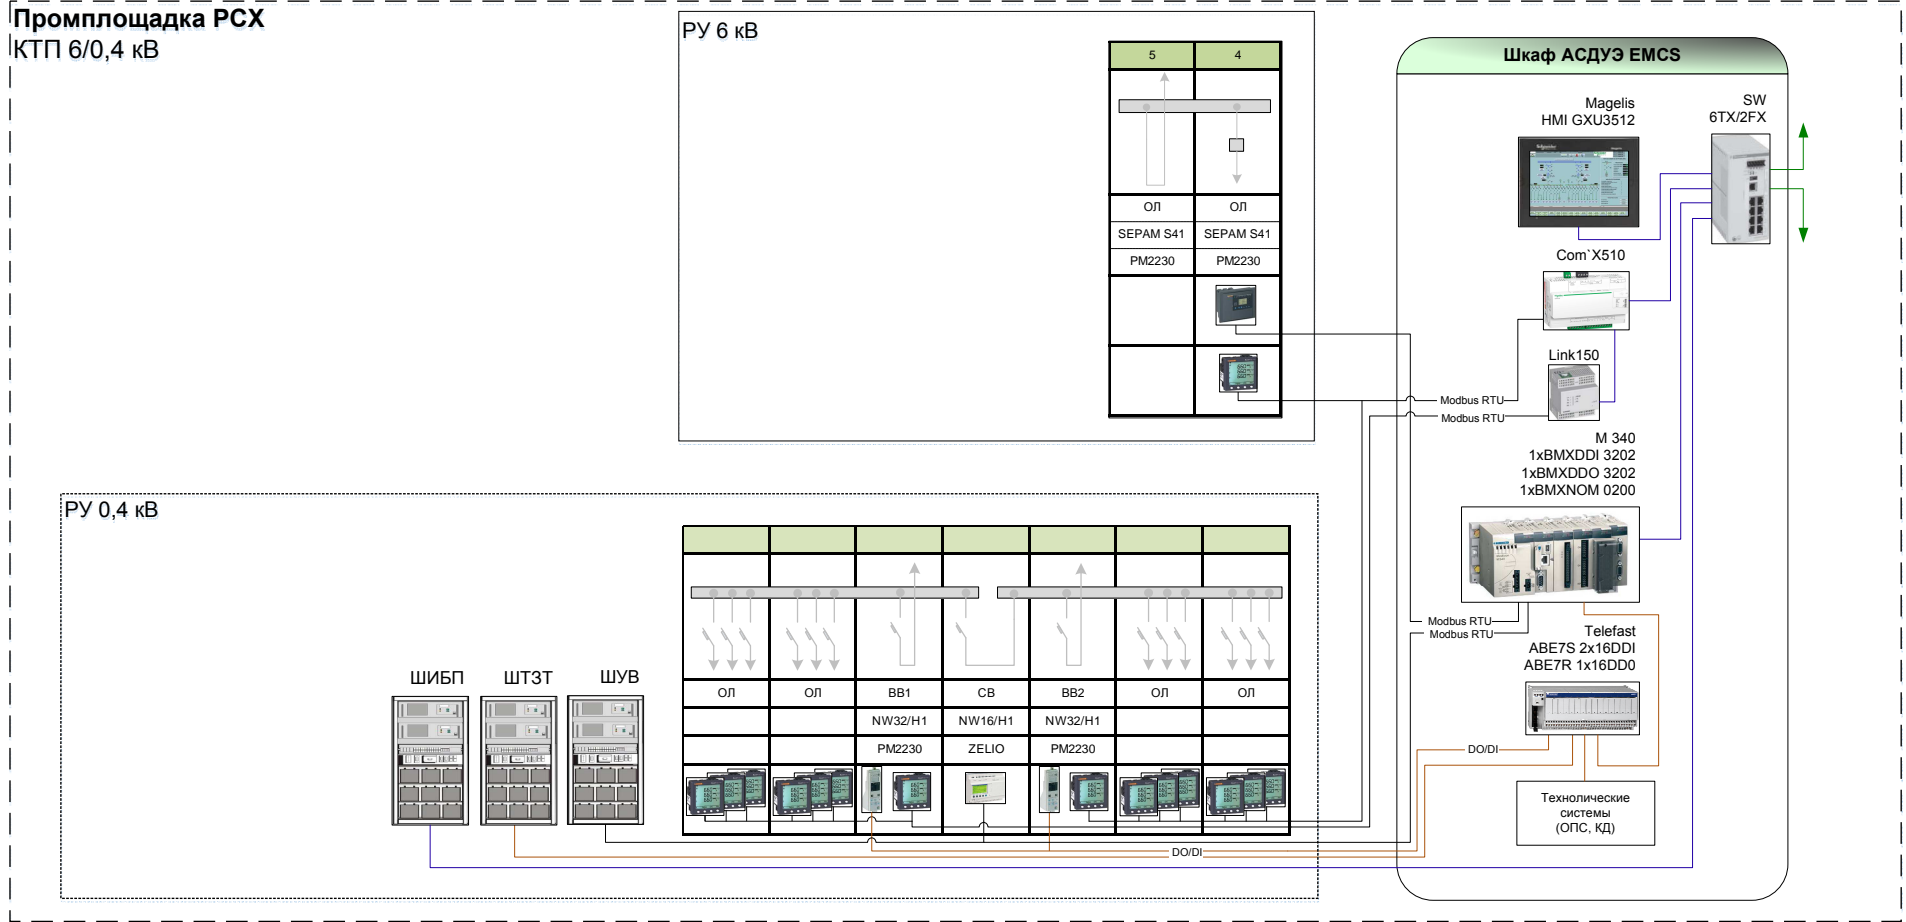 Промплощадка РСХ
КТП 6/0,4 кВ
РУ 6 кВ
5
4
ОЛ
ОЛ
SEPAM S41
SEPAM S41
PM2230
PM2230
Шкаф АСДУЭ EMCS
Magelis
HMI GXU3512
SW
6TX/2FX
Com`X510
Link150
Modbus RTU
Modbus RTU
M 340
1xBMXDDI 3202
1xBMXDDO 3202
1xBMXNOM 0200
Modbus RTU
Modbus RTU
Telefast
ABE7S 2x16DDI
ABE7R 1x16DD0
DO/DI
Технолические
системы
(ОПС, КД)
РУ 0,4 кВ
ШИБП
ШТЗТ
ШУВ
ОЛ
ОЛ
ВВ1
СВ
ВВ2
ОЛ
ОЛ
NW32/H1
NW16/H1
NW32/H1
PM2230
ZELIO
PM2230
DO/DI